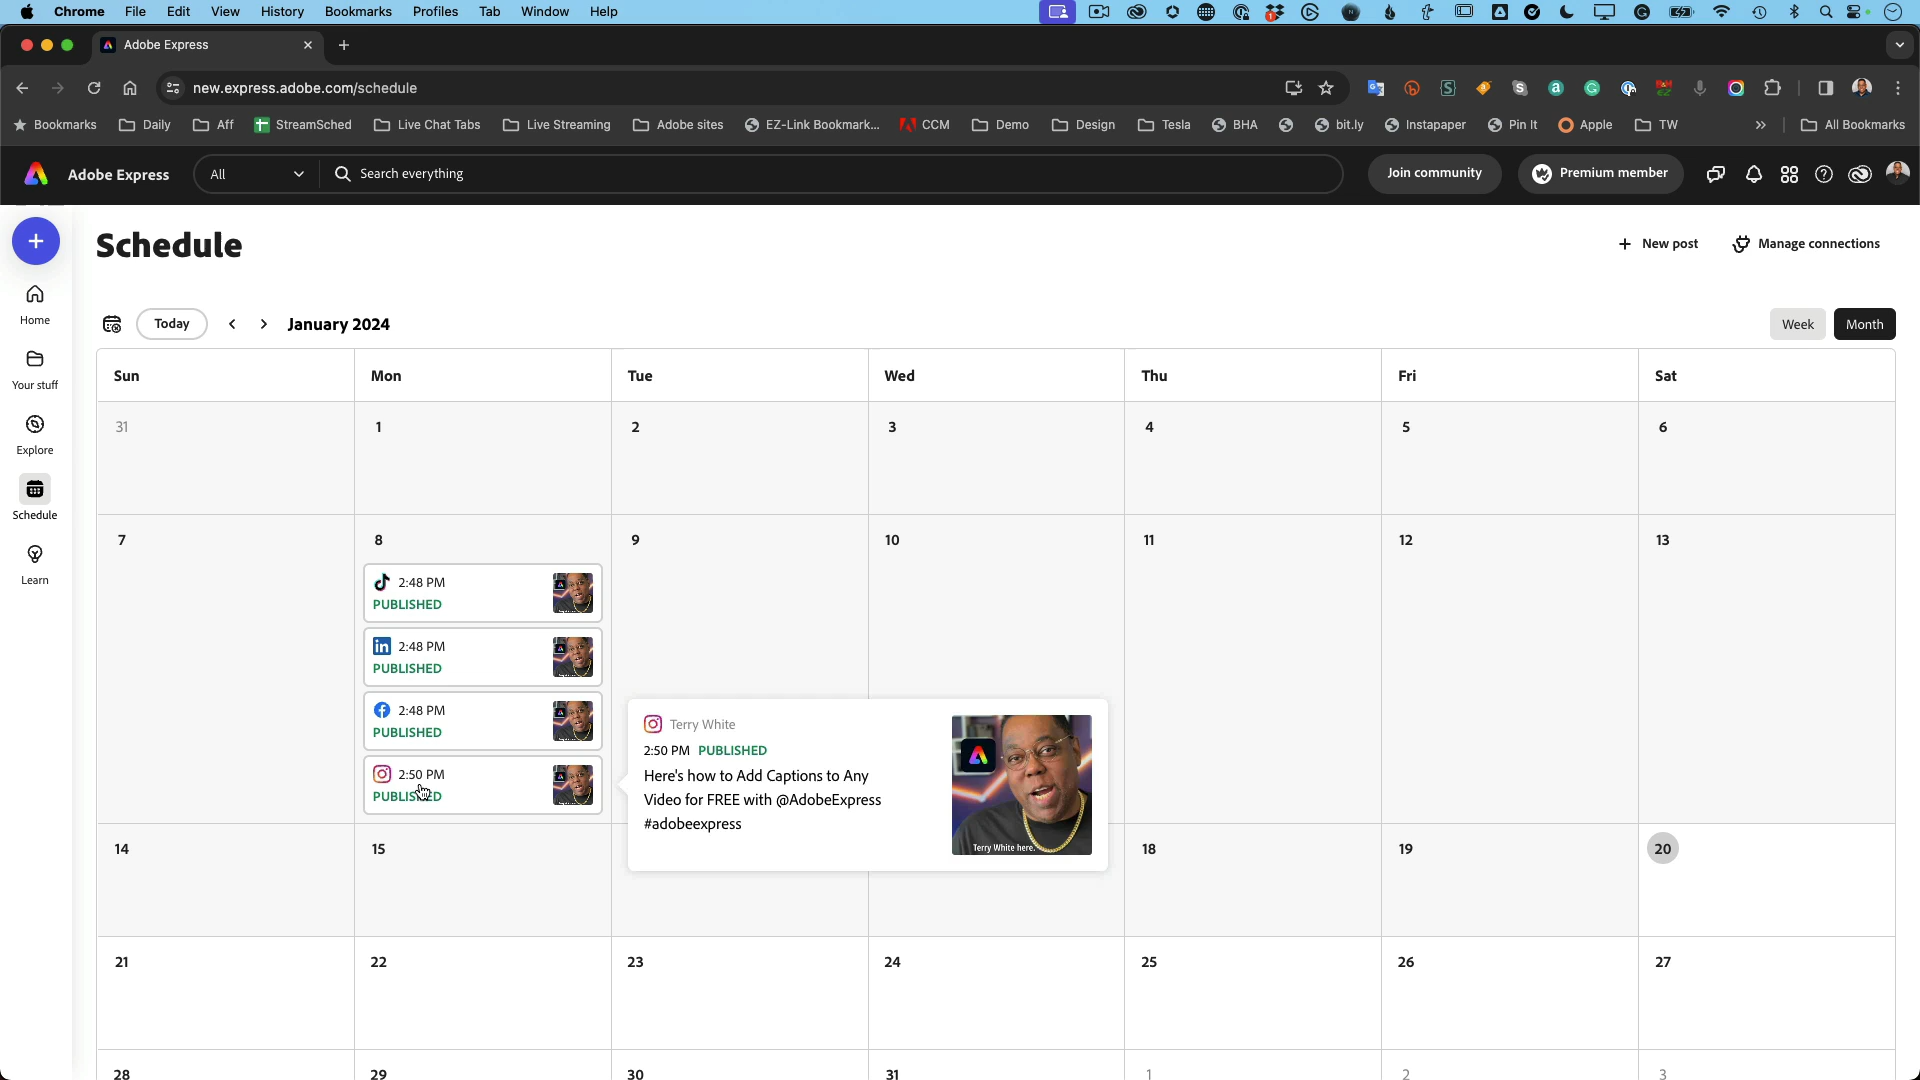 Chrome File Edit View History Bookmarks Profiles Tab Window Help
Adobe Express
new.express.adobe.com/schedule
Bookmarks Daily Aff StreamSched Live Chat Tabs Live Streaming Adobe sites EZ-Link Bookmark... CCM Demo Design Tesla BHA bit.ly Instapaper Pin It Apple TW » All Bookmarks
Adobe Express All Search everything Join community Premium member
Schedule
+ New post Manage connections
Home
Your stuff
Explore
Schedule
Learn
Today January 2024 Week Month
Sun Mon Tue Wed Thu Fri Sat
31 1 2 3 4 5 6
7 8 9 10 11 12 13
2:48 PM
PUBLISHED
in 2:48 PM
PUBLISHED
2:48 PM
PUBLISHED
2:50 PM
PUBLISHED
Terry White
2:50 PM PUBLISHED
Here's how to Add Captions to Any
Video for FREE with @AdobeExpress
#adobeexpress
Terry White here.
14 15 18 19 20
21 22 23 24 25 26 27
28 29 30 31 1 2 3